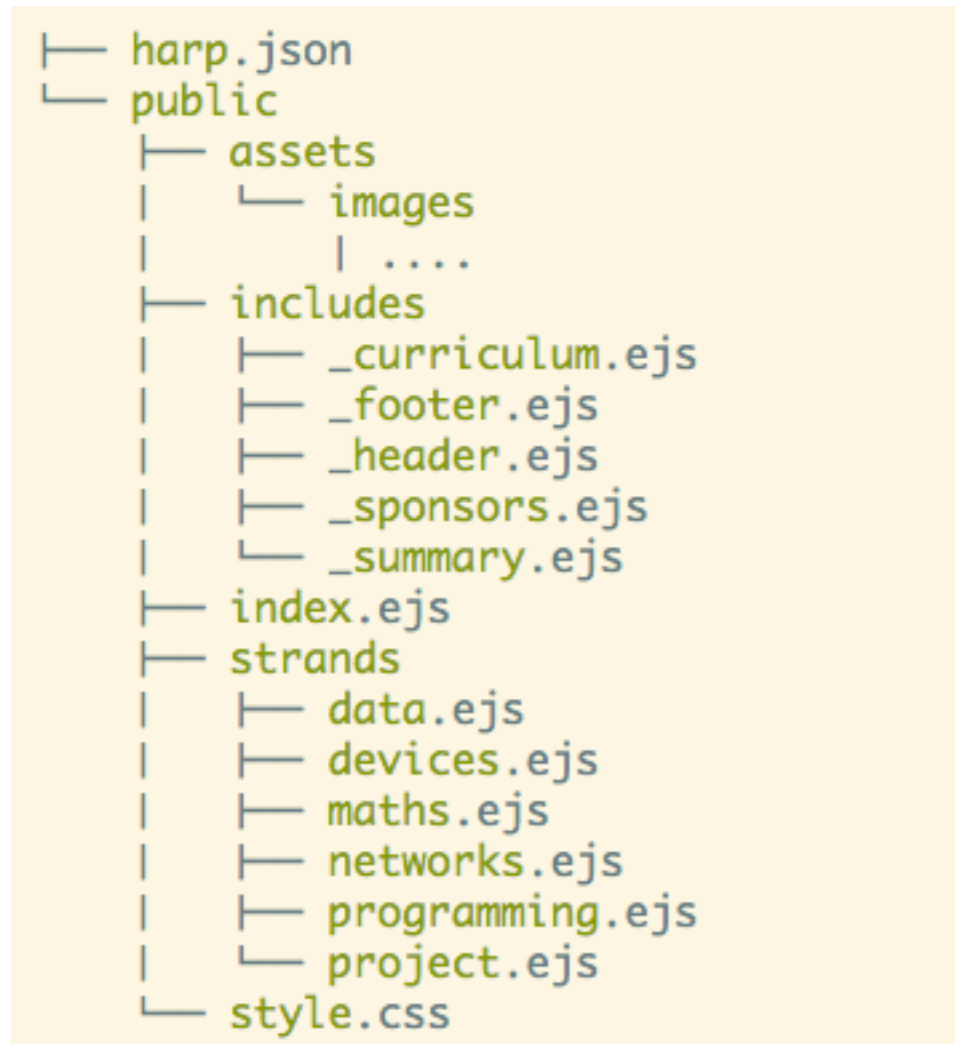 ├── harp.json
└── public
    ├── assets
    |   └── images
    |       | ....
    ├── includes
    |   ├── _curriculum.ejs
    |   ├── _footer.ejs
    |   ├── _header.ejs
    |   ├── _sponsors.ejs
    |   └── _summary.ejs
    ├── index.ejs
    ├── strands
    |   ├── data.ejs
    |   ├── devices.ejs
    |   ├── maths.ejs
    |   ├── networks.ejs
    |   ├── programming.ejs
    |   └── project.ejs
    └── style.css